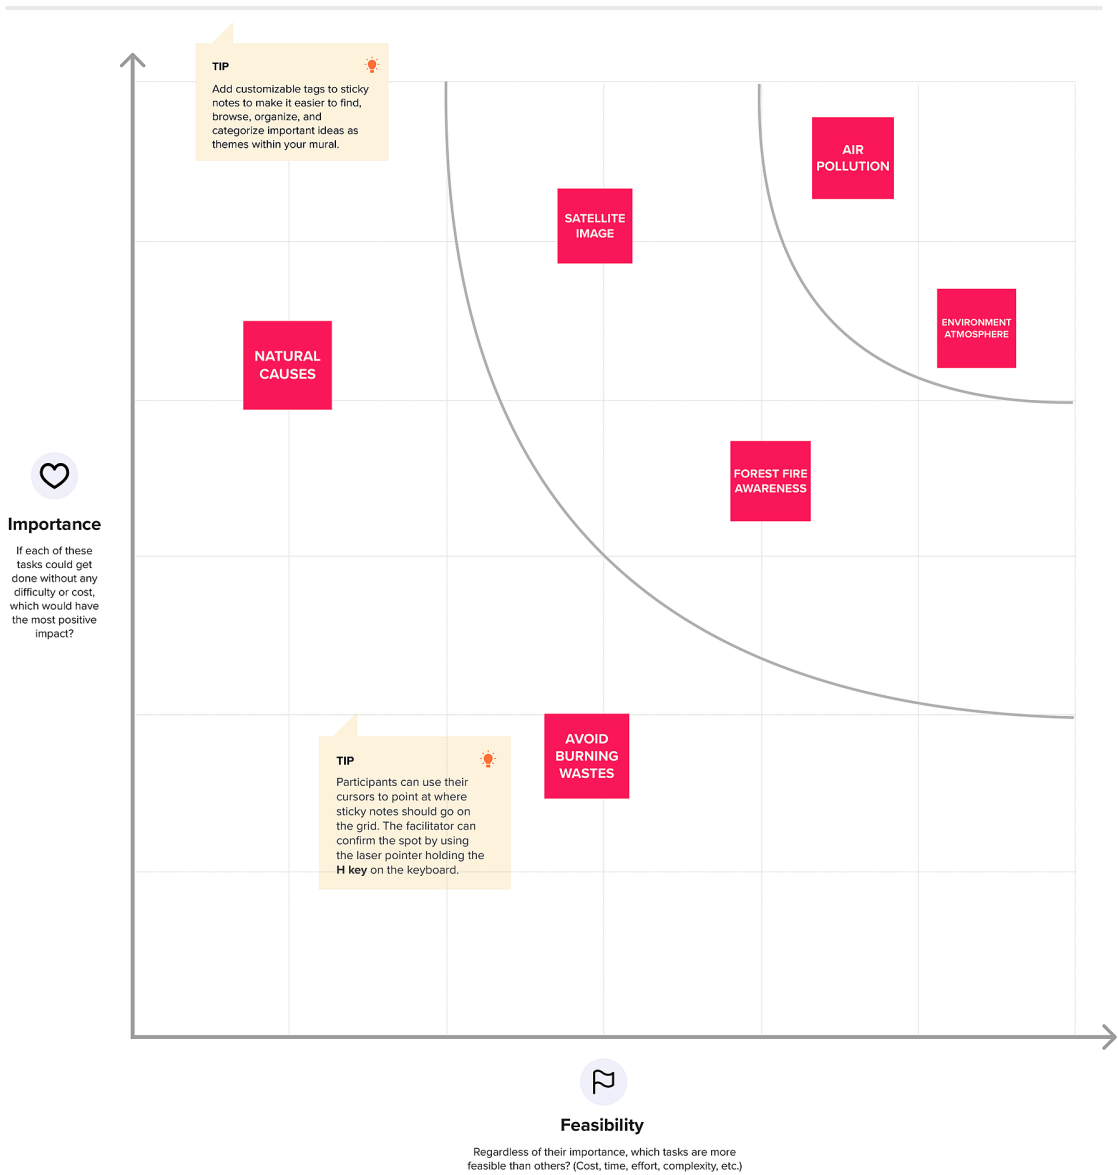 TIP
Add customizable tags to sticky
notes to make it easier to find,
browse, organize, and
categorize important ideas as
themes within your mural.
AIR
POLLUTION
SATELLITE
IMAGE
ENVIRONMENT
ATMOSPHERE
NATURAL
CAUSES
FOREST FIRE
AWARENESS
Importance
If each of these
tasks could get
done without any
difficulty or cost,
which would have
the most positive
impact?
AVOID
BURNING
WASTES
TIP
Participants can use their
cursors to point at where
sticky notes should go on
the grid. The facilitator can
confirm the spot by using
the laser pointer holding the
H key on the keyboard.
Feasibility
Regardless of their importance, which tasks are more
feasible than others? (Cost, time, effort, complexity, etc.)